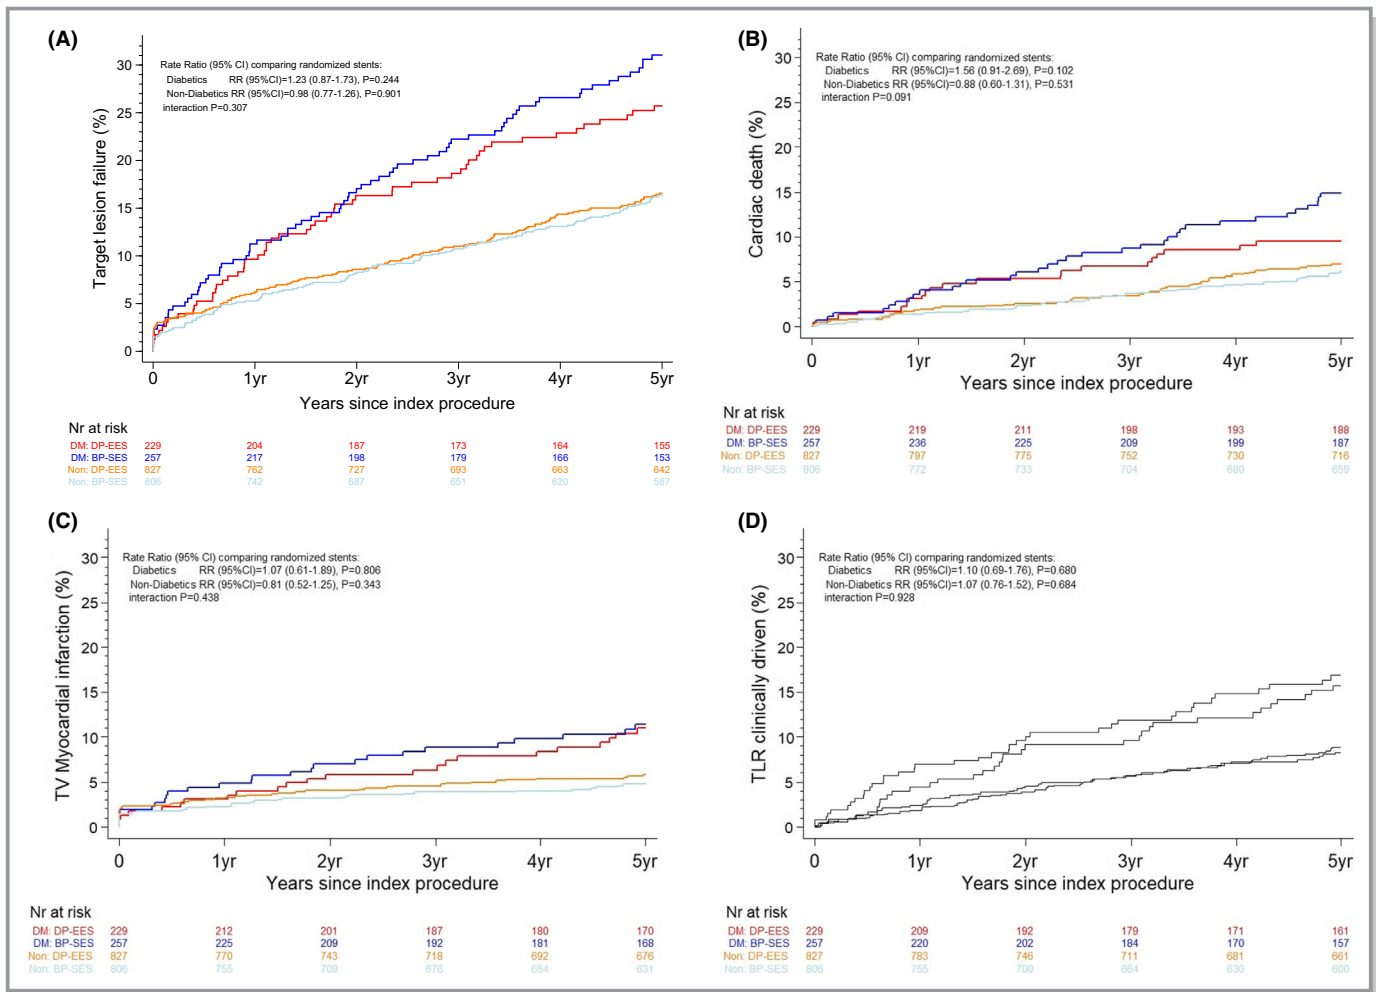 (A)
Target lesion failure (%)
Rate Ratio (95% CI) comparing randomized stents:
Diabetics RR (95%CI)=1.23 (0.87-1.73), P=0.244
Non-Diabetics RR (95%CI)=0.98 (0.77-1.26), P=0.901
interaction P=0.307
30
25
20
15
10
5
0
0 1yr 2yr 3yr 4yr 5yr
Years since index procedure
Nr at risk
DM: DP-EES 229 204 187 173 164 155
DM: BP-SES 257 217 198 179 166 153
Non: DP-EES 827 762 727 693 663 642
Non: BP-SES 806 742 687 651 620 587
(B)
Cardiac death (%)
Rate Ratio (95% CI) comparing randomized stents:
Diabetics RR (95%CI)=1.56 (0.91-2.69), P=0.102
Non-Diabetics RR (95%CI)=0.88 (0.60-1.31), P=0.531
interaction P=0.091
30
25
20
15
10
5
0
0 1yr 2yr 3yr 4yr 5yr
Years since index procedure
Nr at risk
DM: DP-EES 229 219 211 198 193 188
DM: BP-SES 257 236 225 209 199 187
Non: DP-EES 827 797 775 752 730 716
Non: BP-SES 806 772 733 704 680 659
(C)
TV Myocardial infarction (%)
Rate Ratio (95% CI) comparing randomized stents:
Diabetics RR (95%CI)=1.07 (0.61-1.89), P=0.806
Non-Diabetics RR (95%CI)=0.81 (0.52-1.25), P=0.343
interaction P=0.438
30
25
20
15
10
5
0
0 1yr 2yr 3yr 4yr 5yr
Years since index procedure
Nr at risk
DM: DP-EES 229 212 201 187 180 170
DM: BP-SES 257 225 209 192 181 168
Non: DP-EES 827 770 743 718 692 676
Non: BP-SES 806 755 709 676 654 631
(D)
TLR clinically driven (%)
Rate Ratio (95% CI) comparing randomized stents:
Diabetics RR (95%CI)=1.10 (0.69-1.76), P=0.680
Non-Diabetics RR (95%CI)=1.07 (0.76-1.52), P=0.684
interaction P=0.928
30
25
20
15
10
5
0
0 1yr 2yr 3yr 4yr 5yr
Years since index procedure
Nr at risk
DM: DP-EES 229 209 192 179 171 161
DM: BP-SES 257 220 202 184 170 157
Non: DP-EES 827 783 746 711 681 661
Non: BP-SES 806 755 700 664 630 600